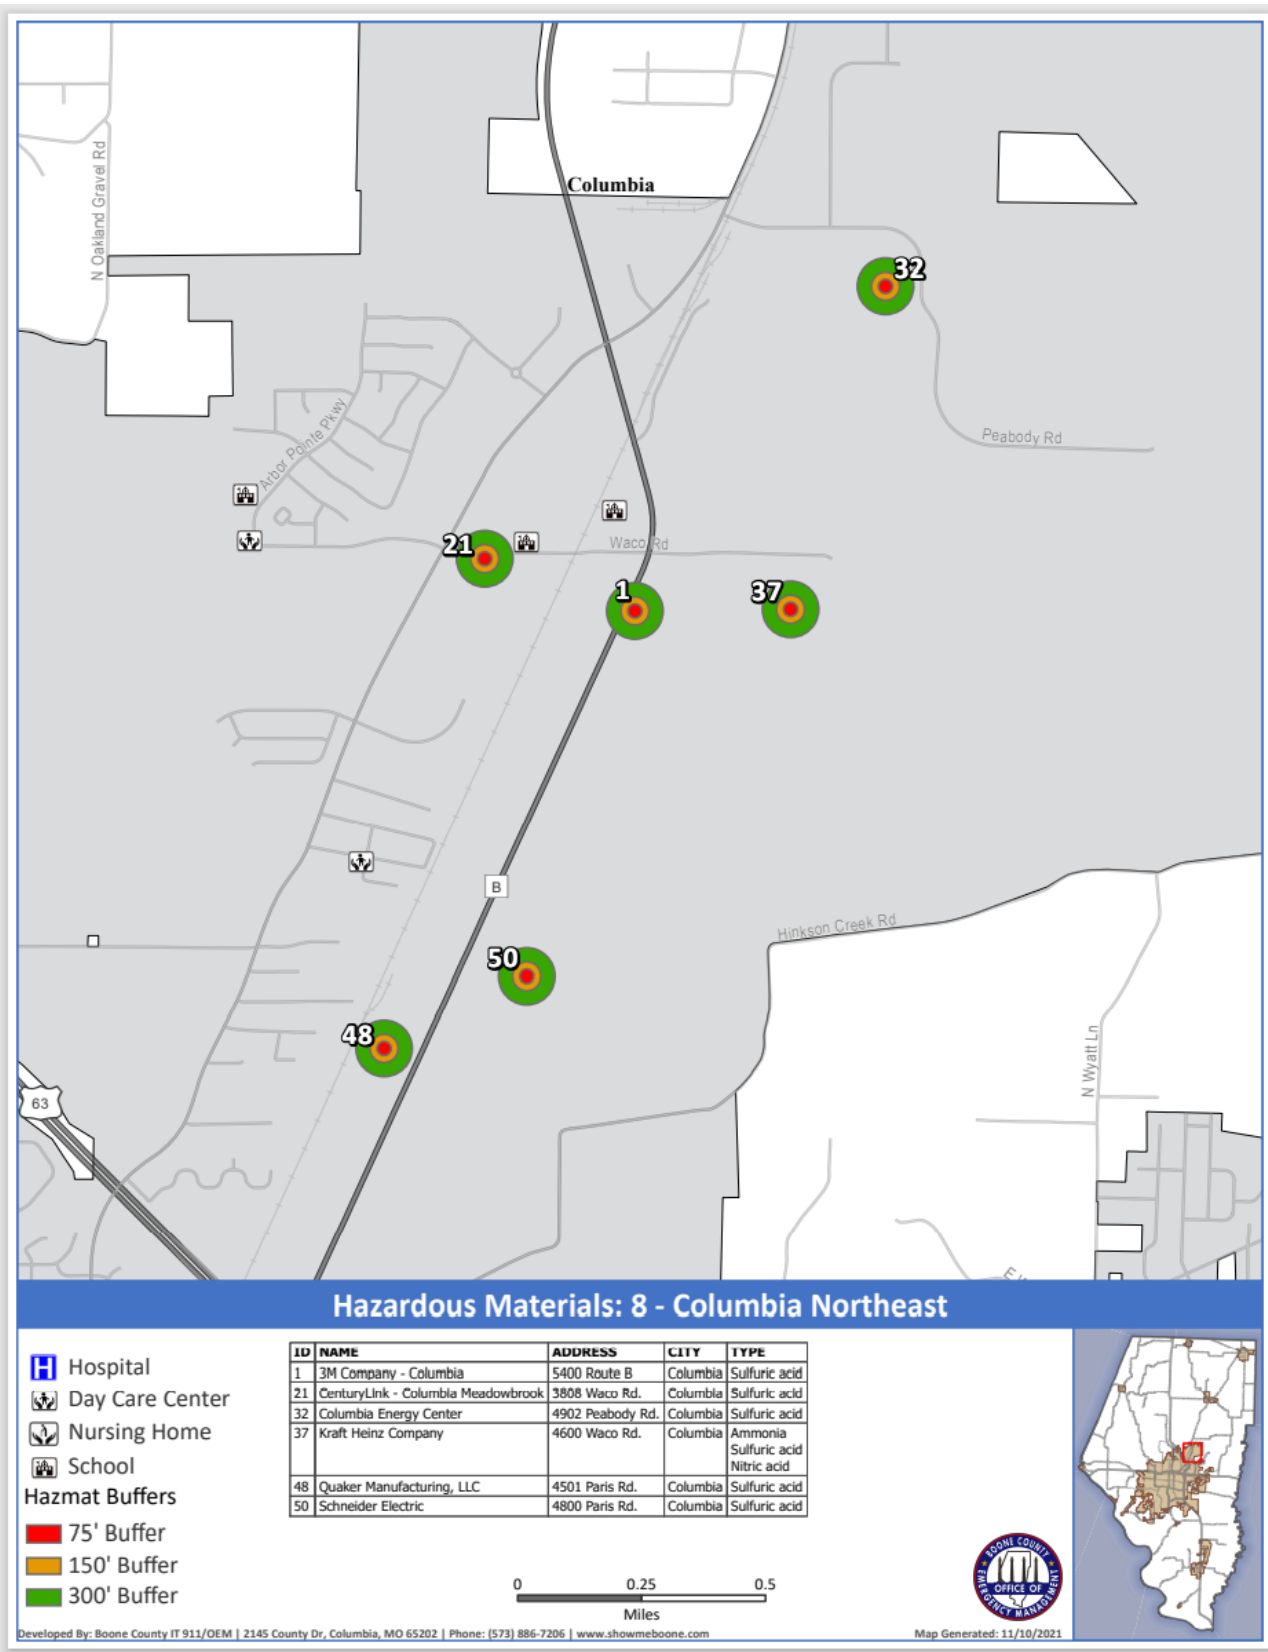 Columbia
N Oakland Gravel Rd
32
Arbor Pointe Pkwy
Peabody Rd
21
Waco Rd
1
37
B
Hinkson Creek Rd
50
48
N Wyatt Ln
63
Hazardous Materials: 8 - Columbia Northeast
H Hospital
Day Care Center
Nursing Home
School
Hazmat Buffers
75' Buffer
150' Buffer
300' Buffer
ID NAME ADDRESS CITY TYPE
1 3M Company - Columbia 5400 Route B Columbia Sulfuric acid
21 CenturyLink - Columbia Meadowbrook 3808 Waco Rd. Columbia Sulfuric acid
32 Columbia Energy Center 4902 Peabody Rd. Columbia Sulfuric acid
37 Kraft Heinz Company 4600 Waco Rd. Columbia Ammonia
Sulfuric acid
Nitric acid
48 Quaker Manufacturing, LLC 4501 Paris Rd. Columbia Sulfuric acid
50 Schneider Electric 4800 Paris Rd. Columbia Sulfuric acid
0 0.25 0.5
Miles
BOONE COUNTY
OFFICE OF
EMERGENCY MANAGEMENT
Developed By: Boone County IT 911/OEM | 2145 County Dr, Columbia, MO 65202 | Phone: (573) 886-7206 | www.showmeboone.com
Map Generated: 11/10/2021